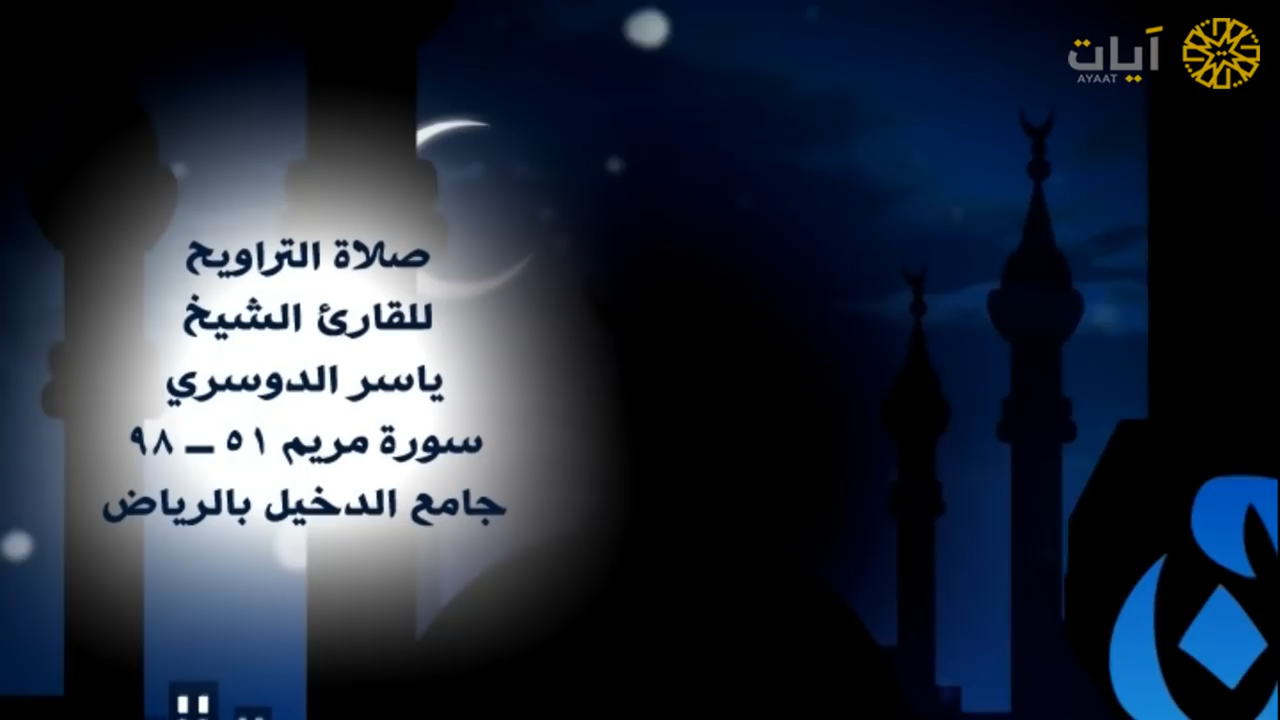 آيات
AYAAT
صلاة التراويح
للقارئ الشيخ
ياسر الدوسري
سورة مريم ٥١ ــ ٩٨
جامع الدخيل بالرياض